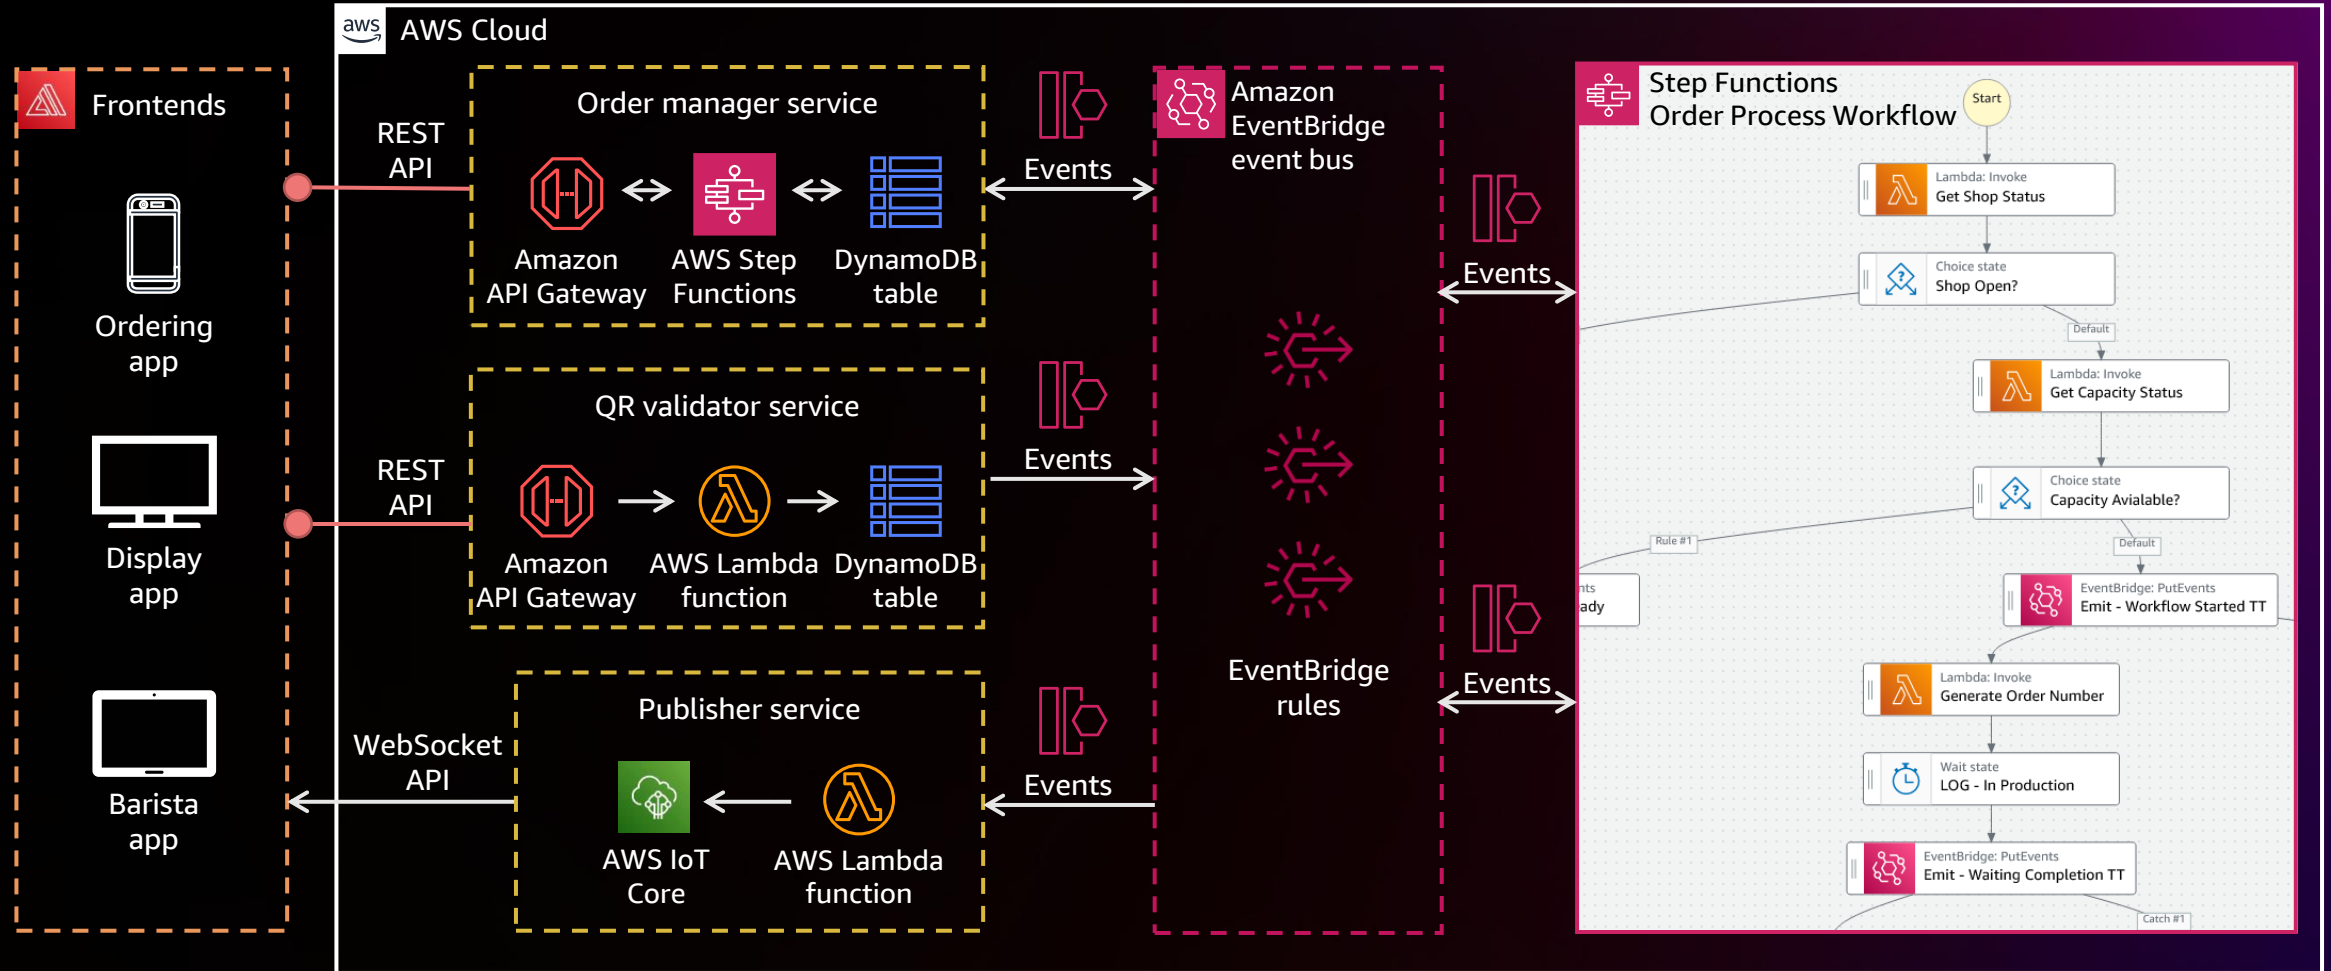 aws
AWS Cloud
Frontends
Ordering
app
Display
app
Barista
app
REST
API
REST
API
WebSocket
API
Order manager service
Amazon
API Gateway
AWS Step
Functions
DynamoDB
table
QR validator service
Amazon
API Gateway
AWS Lambda
function
DynamoDB
table
Publisher service
AWS IoT
Core
AWS Lambda
function
Events
Events
Events
Amazon
EventBridge
event bus
EventBridge
rules
Events
Events
Step Functions
Order Process Workflow
Start
Lambda: Invoke
Get Shop Status
Choice state
Shop Open?
Default
Lambda: Invoke
Get Capacity Status
Choice state
Capacity Avialable?
Rule #1
Default
nts
ady
EventBridge: PutEvents
Emit - Workflow Started TT
Lambda: Invoke
Generate Order Number
Wait state
LOG - In Production
EventBridge: PutEvents
Emit - Waiting Completion TT
Catch #1